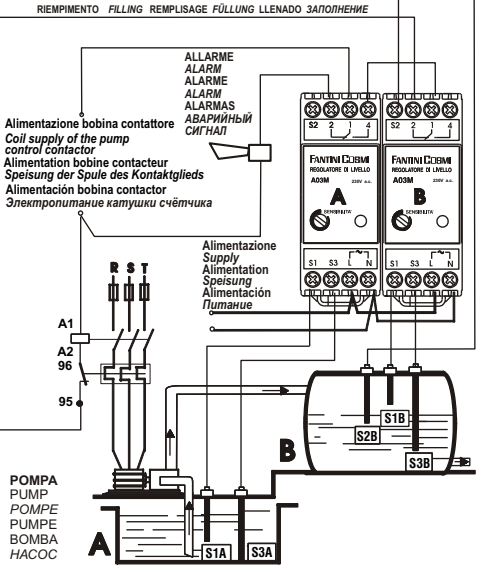 RIEMPIMENTO FILLING REMPLISAGE FÜLLUNG LLENADO ЗАПОЛНЕНИЕ
ALLARME
ALARM
ALARME
ALARM
ALARMAS
АВАРИЙНЫЙ
СИГНАЛ
Alimentazione bobina contattore
Coil supply of the pump
control contactor
Alimentation bobine contacteur
Speisung der Spule des Kontaktglieds
Alimentación bobina contactor
Электропитание катушки счётчика
S2 2 1 4
FANTINI COSMI
REGOLATORE DI LIVELLO
A03M 230V a.c.
A
SENSIBILITA'
S1 S3 L N
S2 2 1 4
FANTINI COSMI
REGOLATORE DI LIVELLO
A03M 230V a.c.
B
SENSIBILITA'
S1 S3 L N
Alimentazione
Supply
Alimentation
Speisung
Alimentación
Питание
R S T
A1
A2
96
95
S1B
S2B
S3B
B
POMPA
PUMP
POMPE
PUMPE
BOMBA
НАСОС
A
S1A S3A